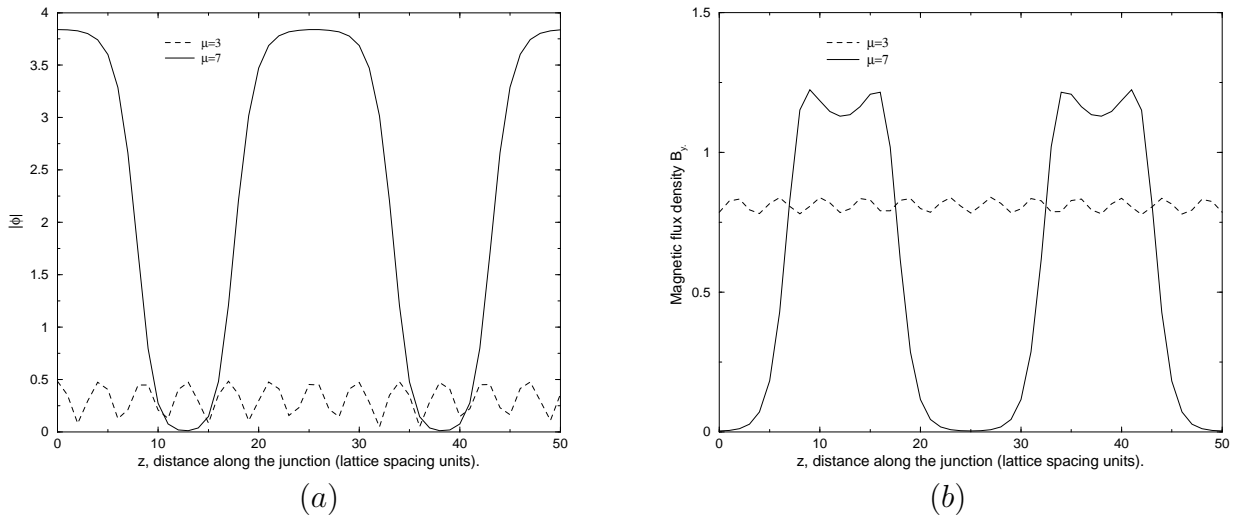 4
3.5
3
2.5
2
1.5
1
0.5
0
|ϕ|
μ=3
μ=7
0 10 20 30 40 50
z, distance along the junction (lattice spacing units).
(a)
1.5
1
0.5
0
Magnetic flux density B_y.
μ=3
μ=7
0 10 20 30 40 50
z, distance along the junction (lattice spacing units).
(b)